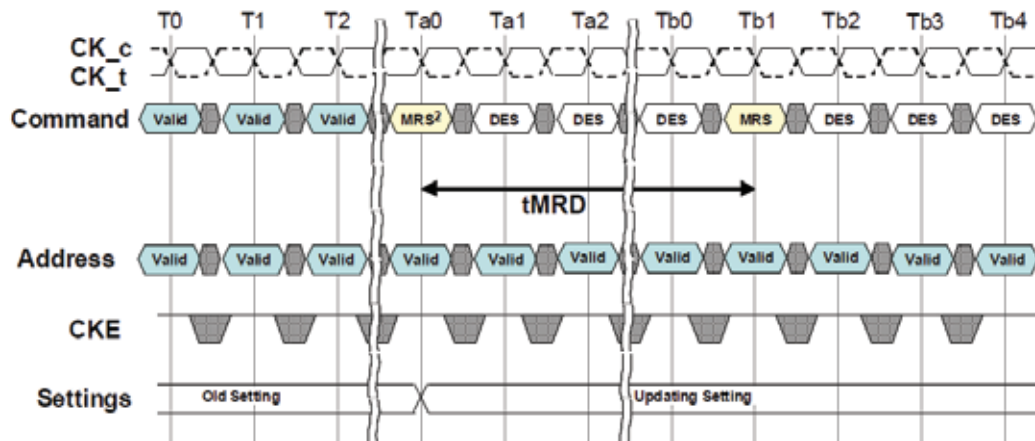 T0 T1 T2 Ta0 Ta1 Ta2 Tb0 Tb1 Tb2 Tb3 Tb4
CK_c
CK_t
Command Valid Valid Valid MRS² DES DES DES MRS DES DES DES
tMRD
Address Valid Valid Valid Valid Valid Valid Valid Valid Valid Valid Valid
CKE
Settings Old Setting Updating Setting